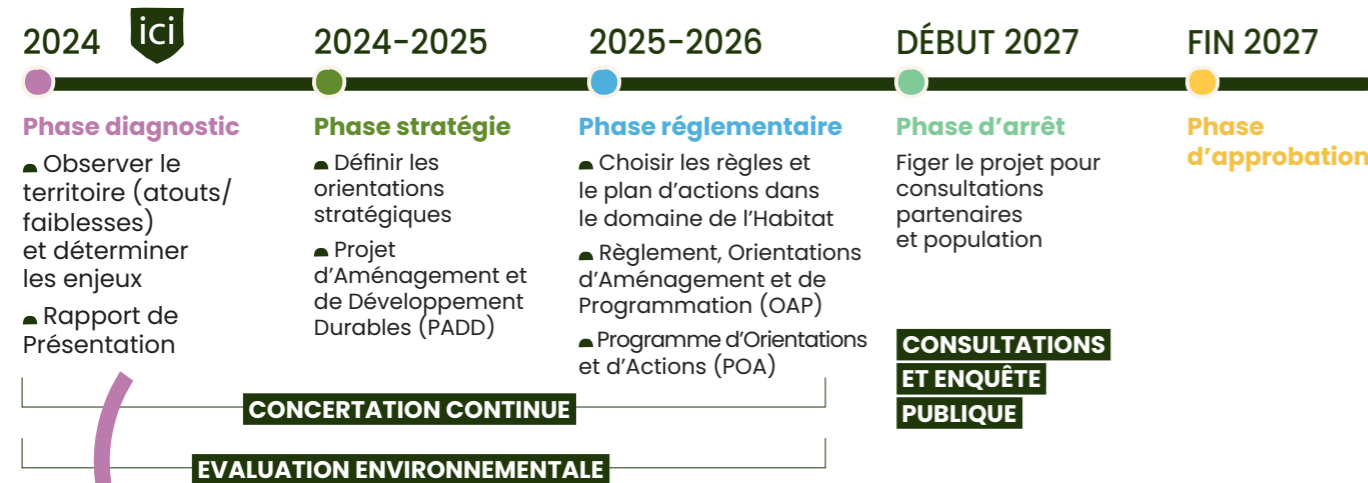 2024
ici
Phase diagnostic
Observer le
territoire (atouts/
faiblesses)
et déterminer
les enjeux
Rapport de
Présentation
2024-2025
Phase stratégie
Définir les
orientations
stratégiques
Projet
d’Aménagement et
de Développement
Durables (PADD)
2025-2026
Phase réglementaire
Choisir les règles et
le plan d’actions dans
le domaine de l’Habitat
Règlement, Orientations
d’Aménagement et de
Programmation (OAP)
Programme d’Orientations
et d’Actions (POA)
DÉBUT 2027
Phase d’arrêt
Figer le projet pour
consultations
partenaires
et population
CONSULTATIONS
ET ENQUÊTE
PUBLIQUE
FIN 2027
Phase
d’approbation
CONCERTATION CONTINUE
EVALUATION ENVIRONNEMENTALE